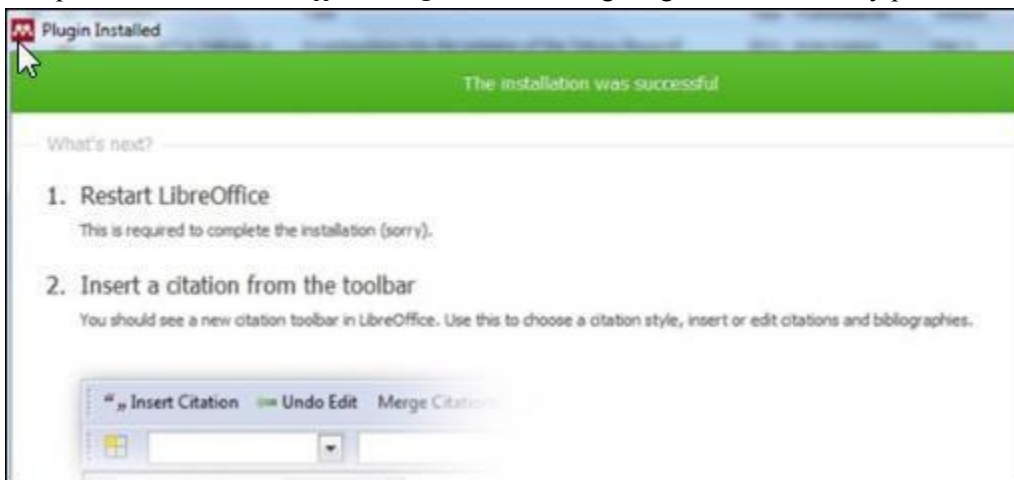 Plugin Installed
The installation was successful
What's next?
1. Restart LibreOffice
This is required to complete the installation (sorry).
2. Insert a citation from the toolbar
You should see a new citation toolbar in LibreOffice. Use this to choose a citation style, insert or edit citations and bibliographies.
Insert Citation Undo Edit Merge Citations